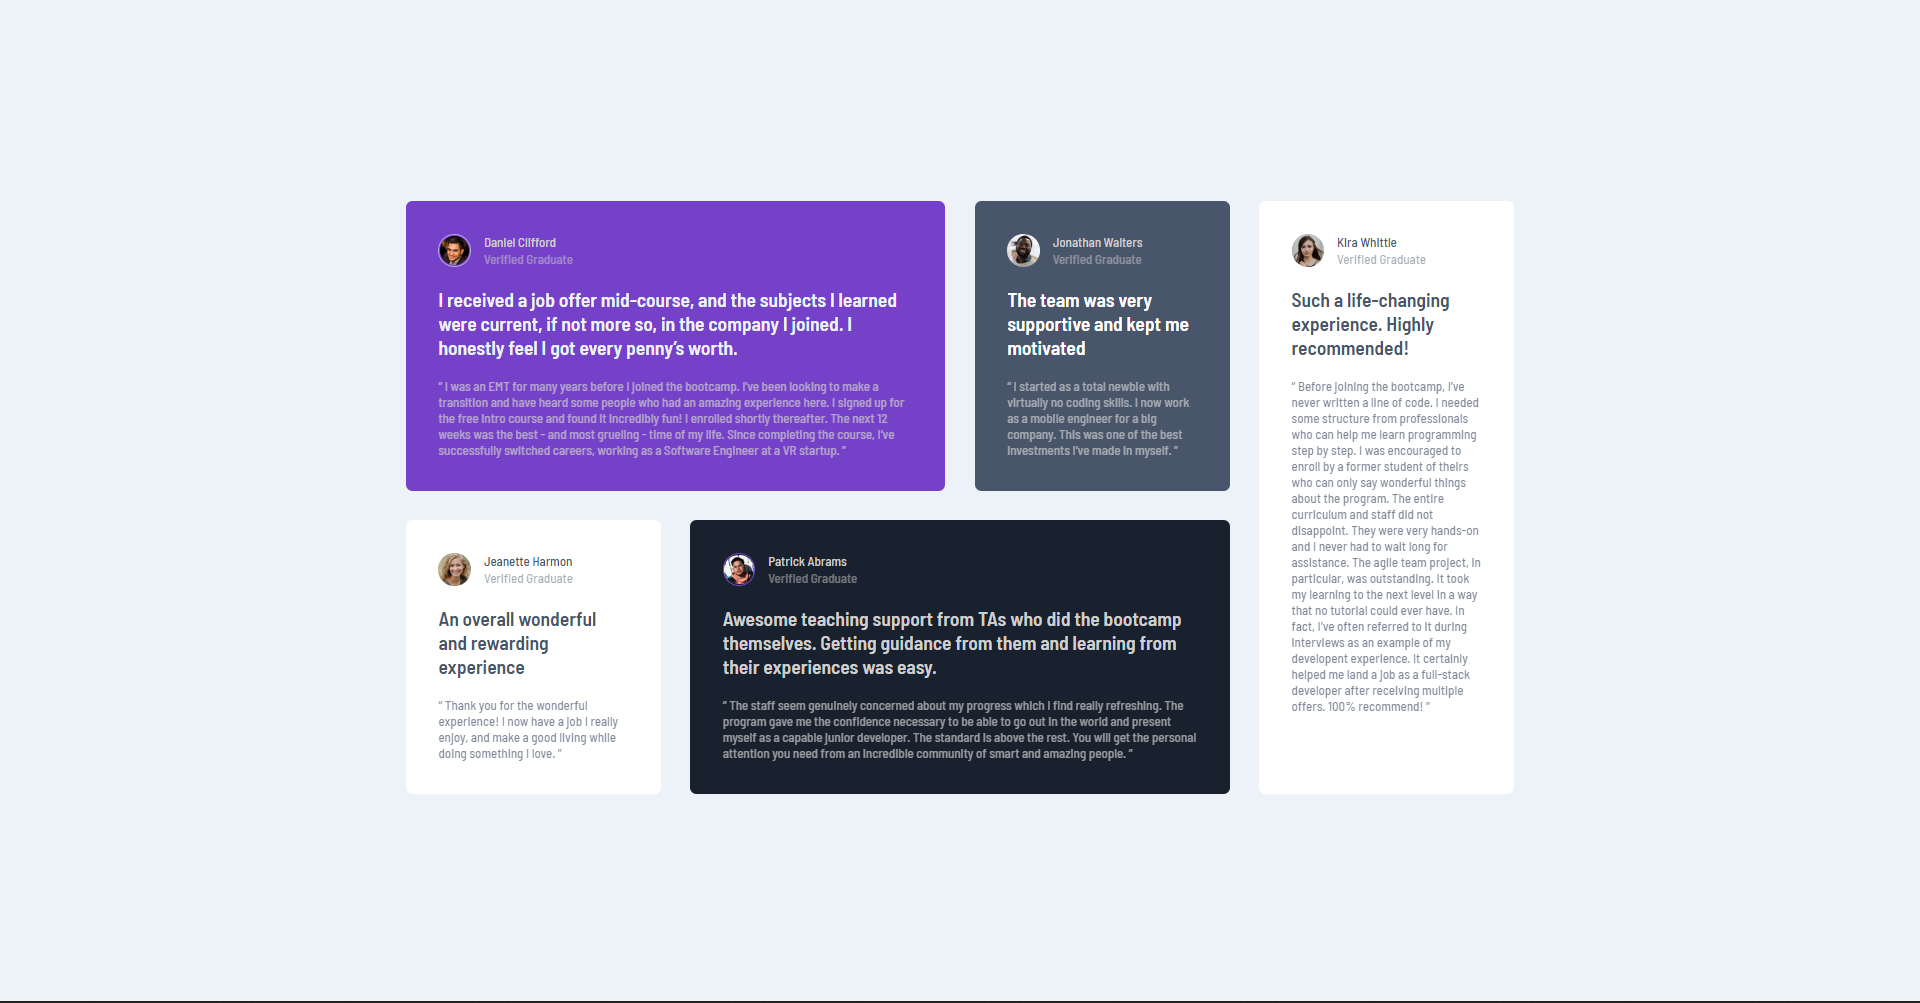 Daniel Clifford
Verified Graduate
I received a job offer mid-course, and the subjects I learned
were current, if not more so, in the company I joined. I
honestly feel I got every penny’s worth.
“ I was an EMT for many years before I joined the bootcamp. I’ve been looking to make a
transition and have heard some people who had an amazing experience here. I signed up for
the free intro course and found it incredibly fun! I enrolled shortly thereafter. The next 12
weeks was the best - and most grueling - time of my life. Since completing the course, I’ve
successfully switched careers, working as a Software Engineer at a VR startup. ”
Jonathan Walters
Verified Graduate
The team was very
supportive and kept me
motivated
“ I started as a total newbie with
virtually no coding skills. I now work
as a mobile engineer for a big
company. This was one of the best
investments I’ve made in myself. ”
Kira Whittle
Verified Graduate
Such a life-changing
experience. Highly
recommended!
“ Before joining the bootcamp, I’ve
never written a line of code. I needed
some structure from professionals
who can help me learn programming
step by step. I was encouraged to
enroll by a former student of theirs
who can only say wonderful things
about the program. The entire
curriculum and staff did not
disappoint. They were very hands-on
and I never had to wait long for
assistance. The agile team project, in
particular, was outstanding. It took
my learning to the next level in a way
that no tutorial could ever have. In
fact, I’ve often referred to it during
interviews as an example of my
developent experience. It certainly
helped me land a job as a full-stack
developer after receiving multiple
offers. 100% recommend! ”
Jeanette Harmon
Verified Graduate
An overall wonderful
and rewarding
experience
“ Thank you for the wonderful
experience! I now have a job I really
enjoy, and make a good living while
doing something I love. ”
Patrick Abrams
Verified Graduate
Awesome teaching support from TAs who did the bootcamp
themselves. Getting guidance from them and learning from
their experiences was easy.
“ The staff seem genuinely concerned about my progress which I find really refreshing. The
program gave me the confidence necessary to be able to go out in the world and present
myself as a capable junior developer. The standard is above the rest. You will get the personal
attention you need from an incredible community of smart and amazing people. ”